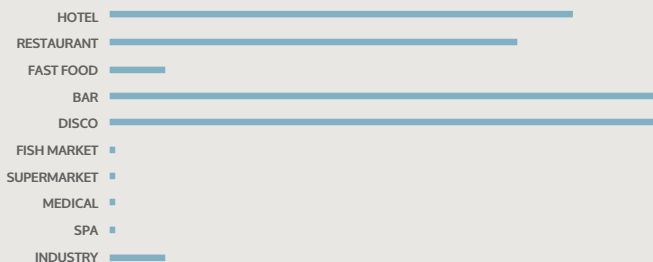 HOTEL
RESTAURANT
FAST FOOD
BAR
DISCO
FISH MARKET
SUPERMARKET
MEDICAL
SPA
INDUSTRY